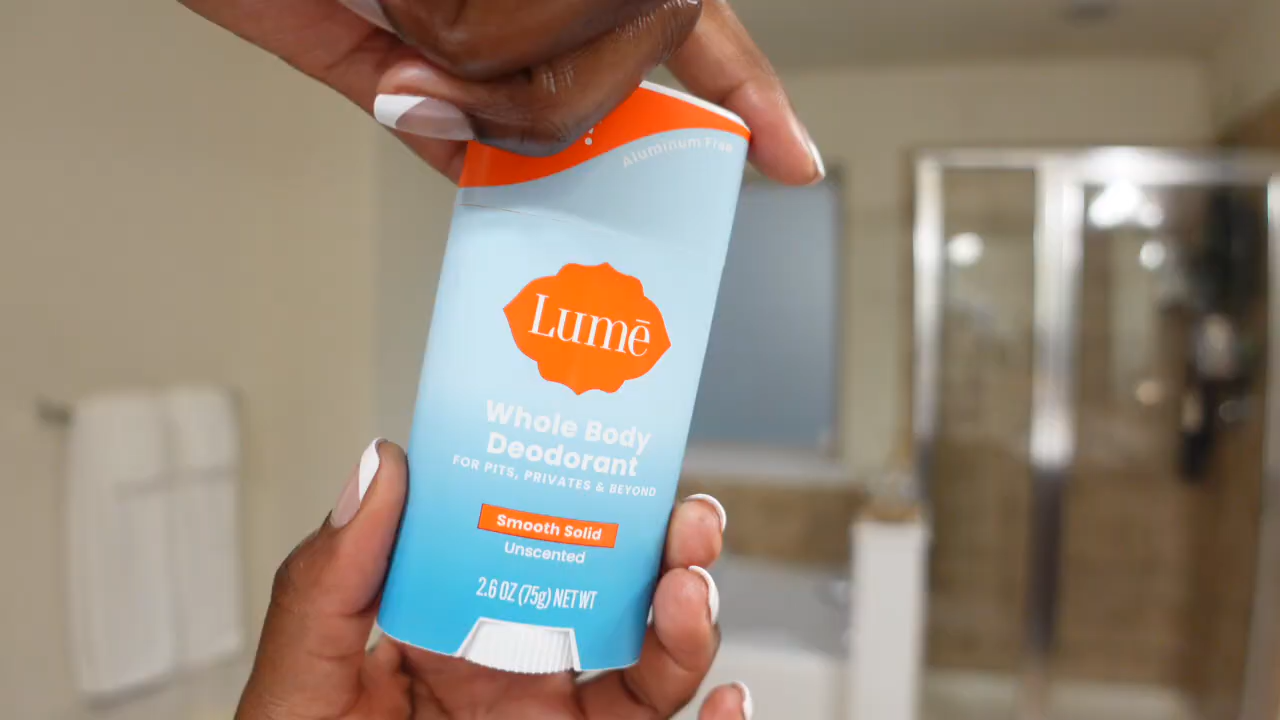 Aluminum Free
Lumē
Whole Body
Deodorant
FOR PITS, PRIVATES & BEYOND
Smooth Solid
Unscented
2.6 OZ (75g) NET WT